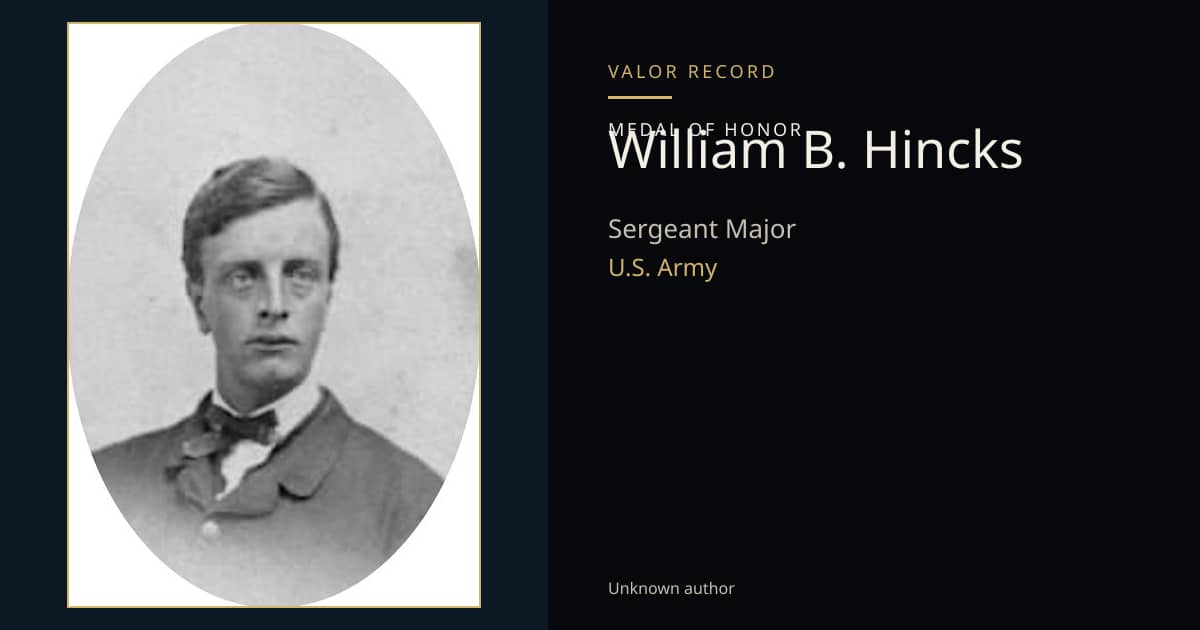 VALOR RECORD
MEDAL OF HONOR
William B. Hincks
Sergeant Major
U.S. Army
Unknown author